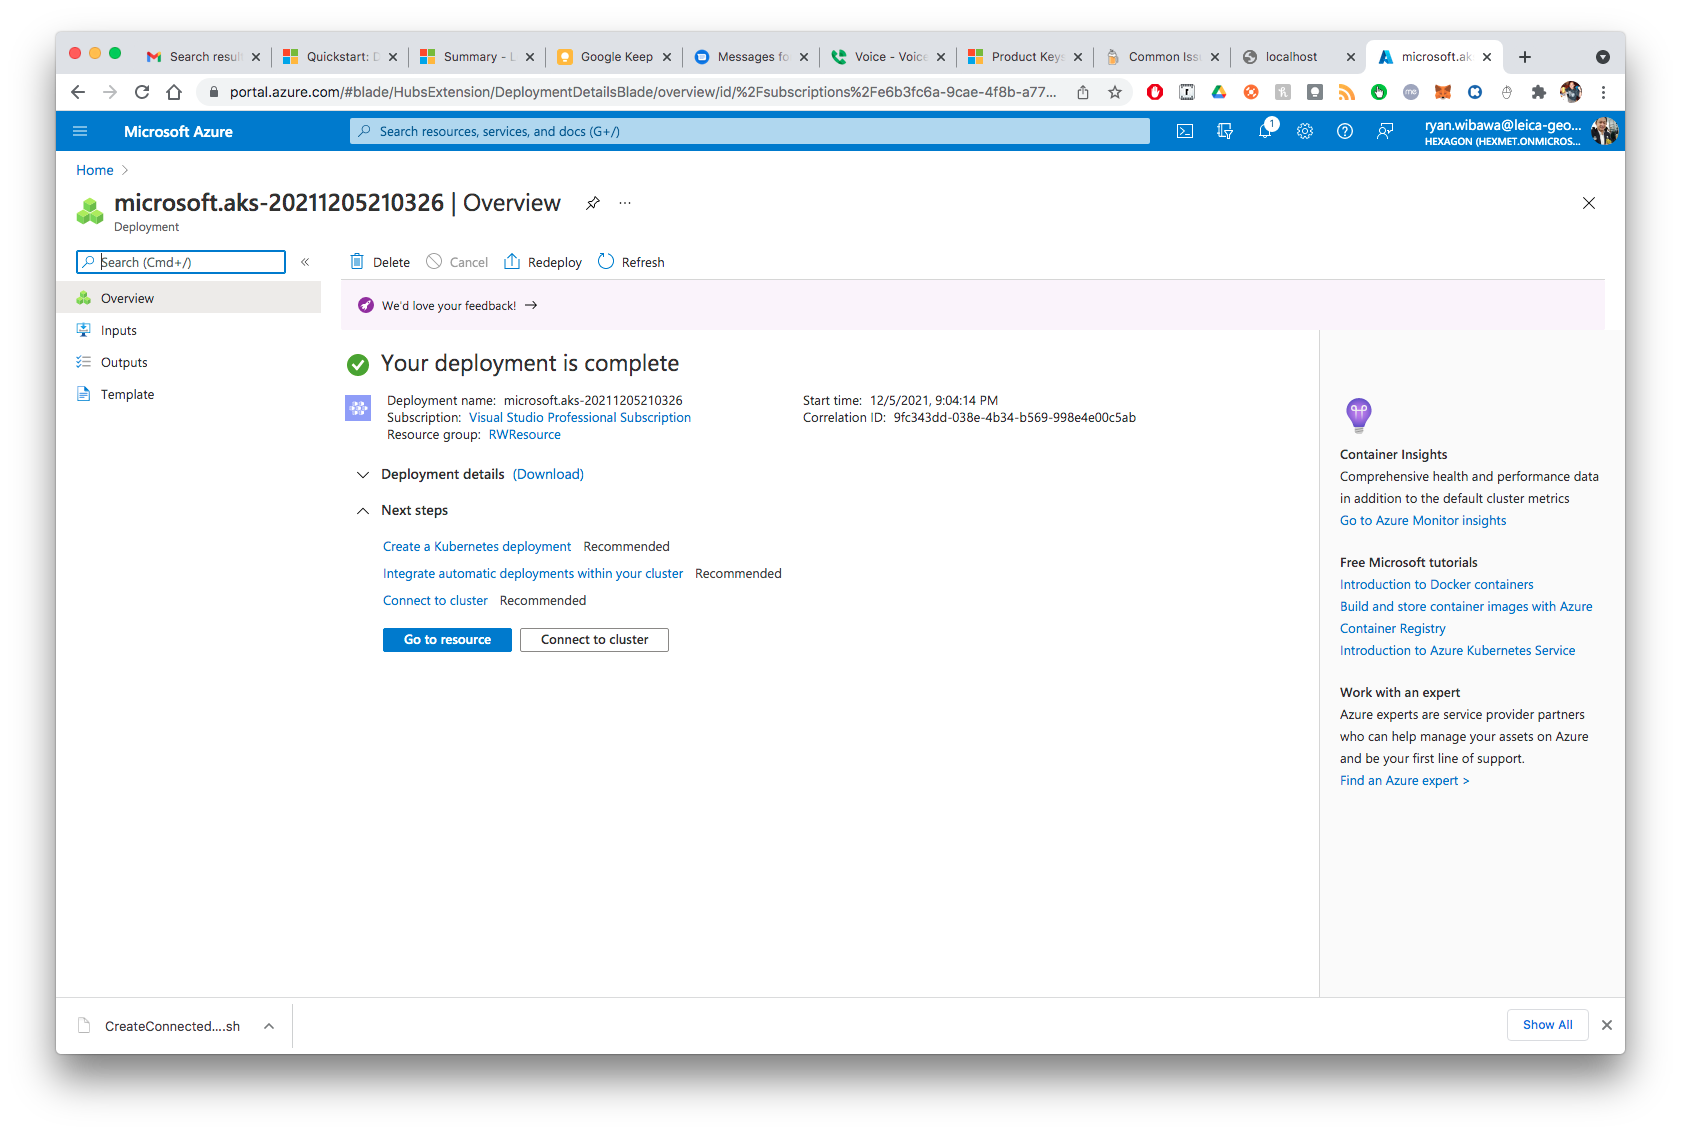 Search resul
Quickstart: D
Summary - L
Google Keep
Messages fo
Voice - Voice
Product Keys
Common Iss
localhost
microsoft.ak
portal.azure.com/#blade/HubsExtension/DeploymentDetailsBlade/overview/id/%2Fsubscriptions%2Fe6b3fc6a-9cae-4f8b-a77...
Microsoft Azure
Search resources, services, and docs (G+/)
1
ryan.wibawa@leica-geo...
HEXAGON (HEXMET.ONMICROS...
Home
microsoft.aks-20211205210326 | Overview
Deployment
Search (Cmd+/)
Overview
Inputs
Outputs
Template
Delete
Cancel
Redeploy
Refresh
We'd love your feedback!
Your deployment is complete
Deployment name: microsoft.aks-20211205210326
Subscription: Visual Studio Professional Subscription
Resource group: RWResource
Start time: 12/5/2021, 9:04:14 PM
Correlation ID: 9fc343dd-038e-4b34-b569-998e4e00c5ab
Deployment details (Download)
Next steps
Create a Kubernetes deployment Recommended
Integrate automatic deployments within your cluster Recommended
Connect to cluster Recommended
Go to resource
Connect to cluster
Container Insights
Comprehensive health and performance data
in addition to the default cluster metrics
Go to Azure Monitor insights
Free Microsoft tutorials
Introduction to Docker containers
Build and store container images with Azure
Container Registry
Introduction to Azure Kubernetes Service
Work with an expert
Azure experts are service provider partners
who can help manage your assets on Azure
and be your first line of support.
Find an Azure expert >
CreateConnected....sh
Show All